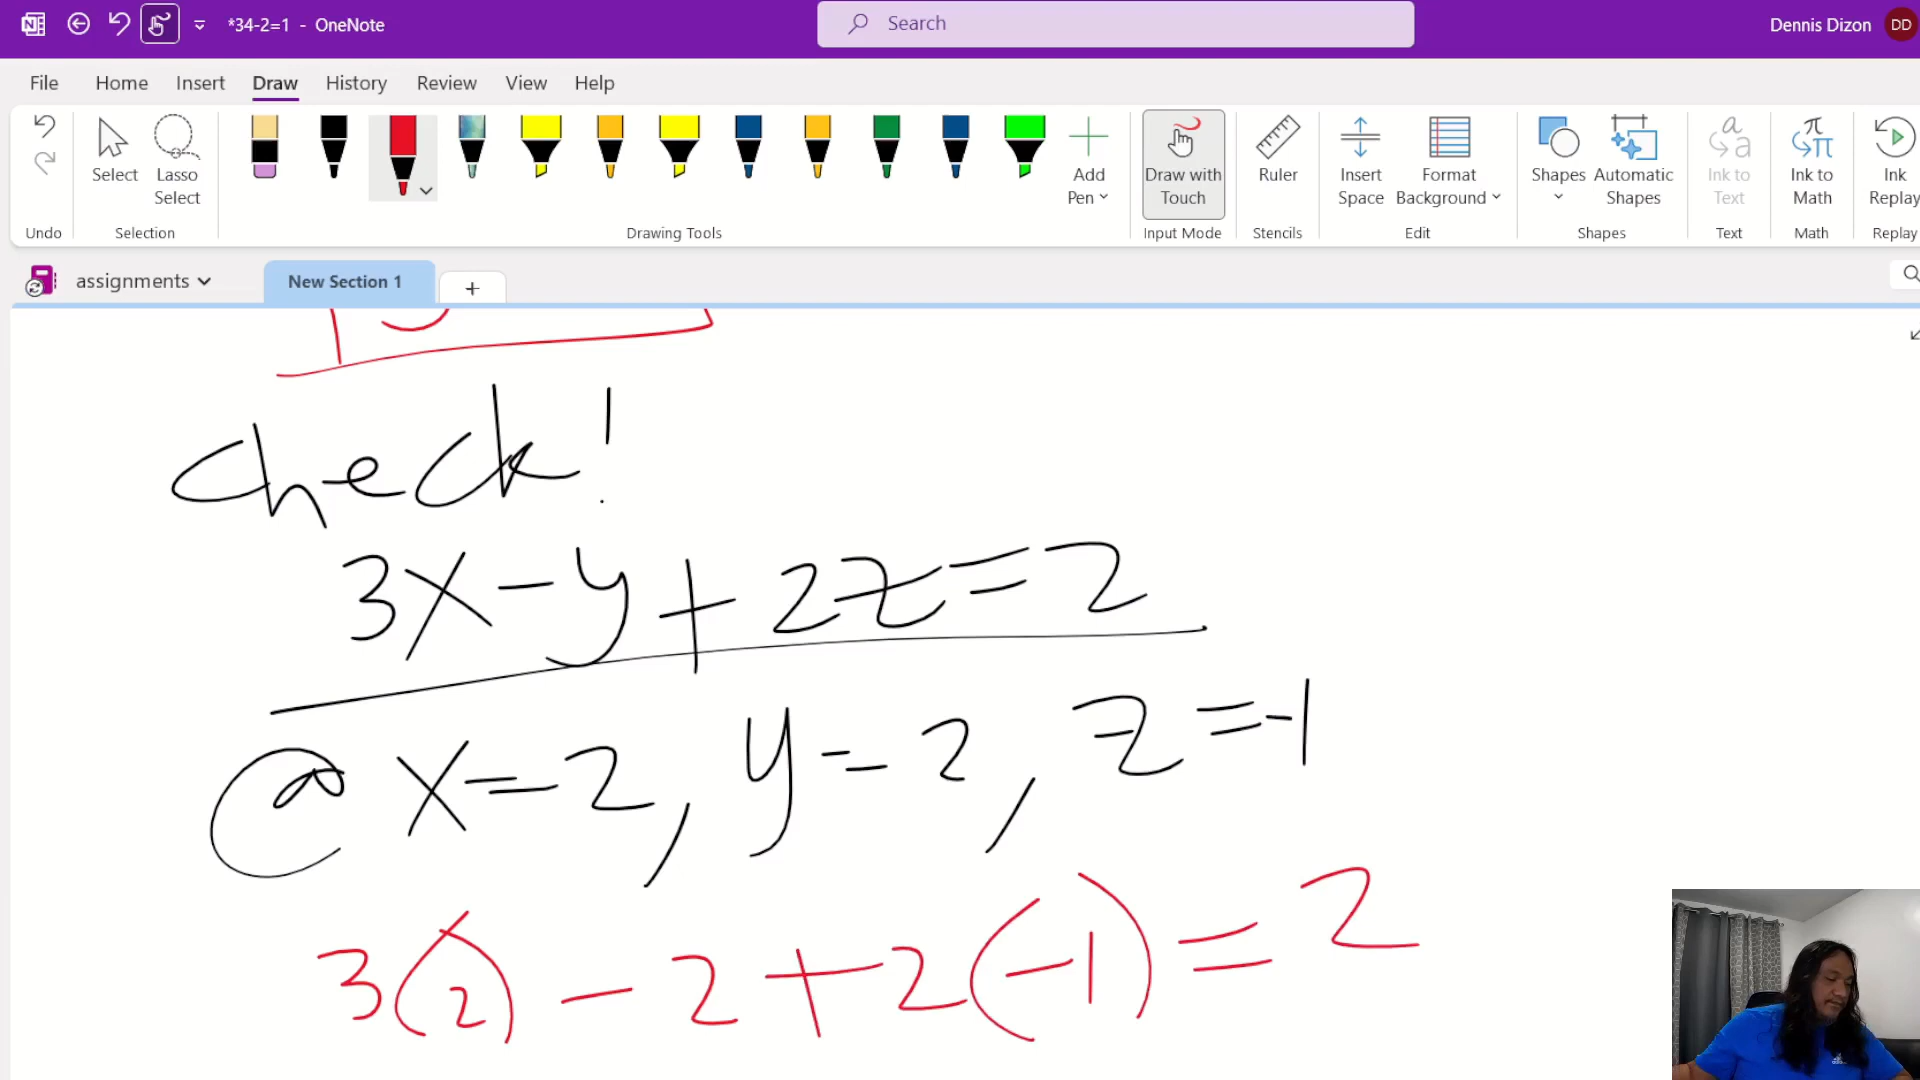 *34-2=1 - OneNote
Search
Dennis Dizon DD
File Home Insert Draw History Review View Help
Select
Lasso Select
Add Pen
Draw with Touch
Ruler
Insert Space
Format Background
Shapes
Automatic Shapes
Ink to Text
Ink to Math
Ink Replay
Undo Selection Drawing Tools Input Mode Stencils Edit Shapes Text Math Replay
assignments New Section 1 +
Check!
3x-y+2z=2
@ x=2, y=2, z=-1
3(2)-2+2(-1)=2